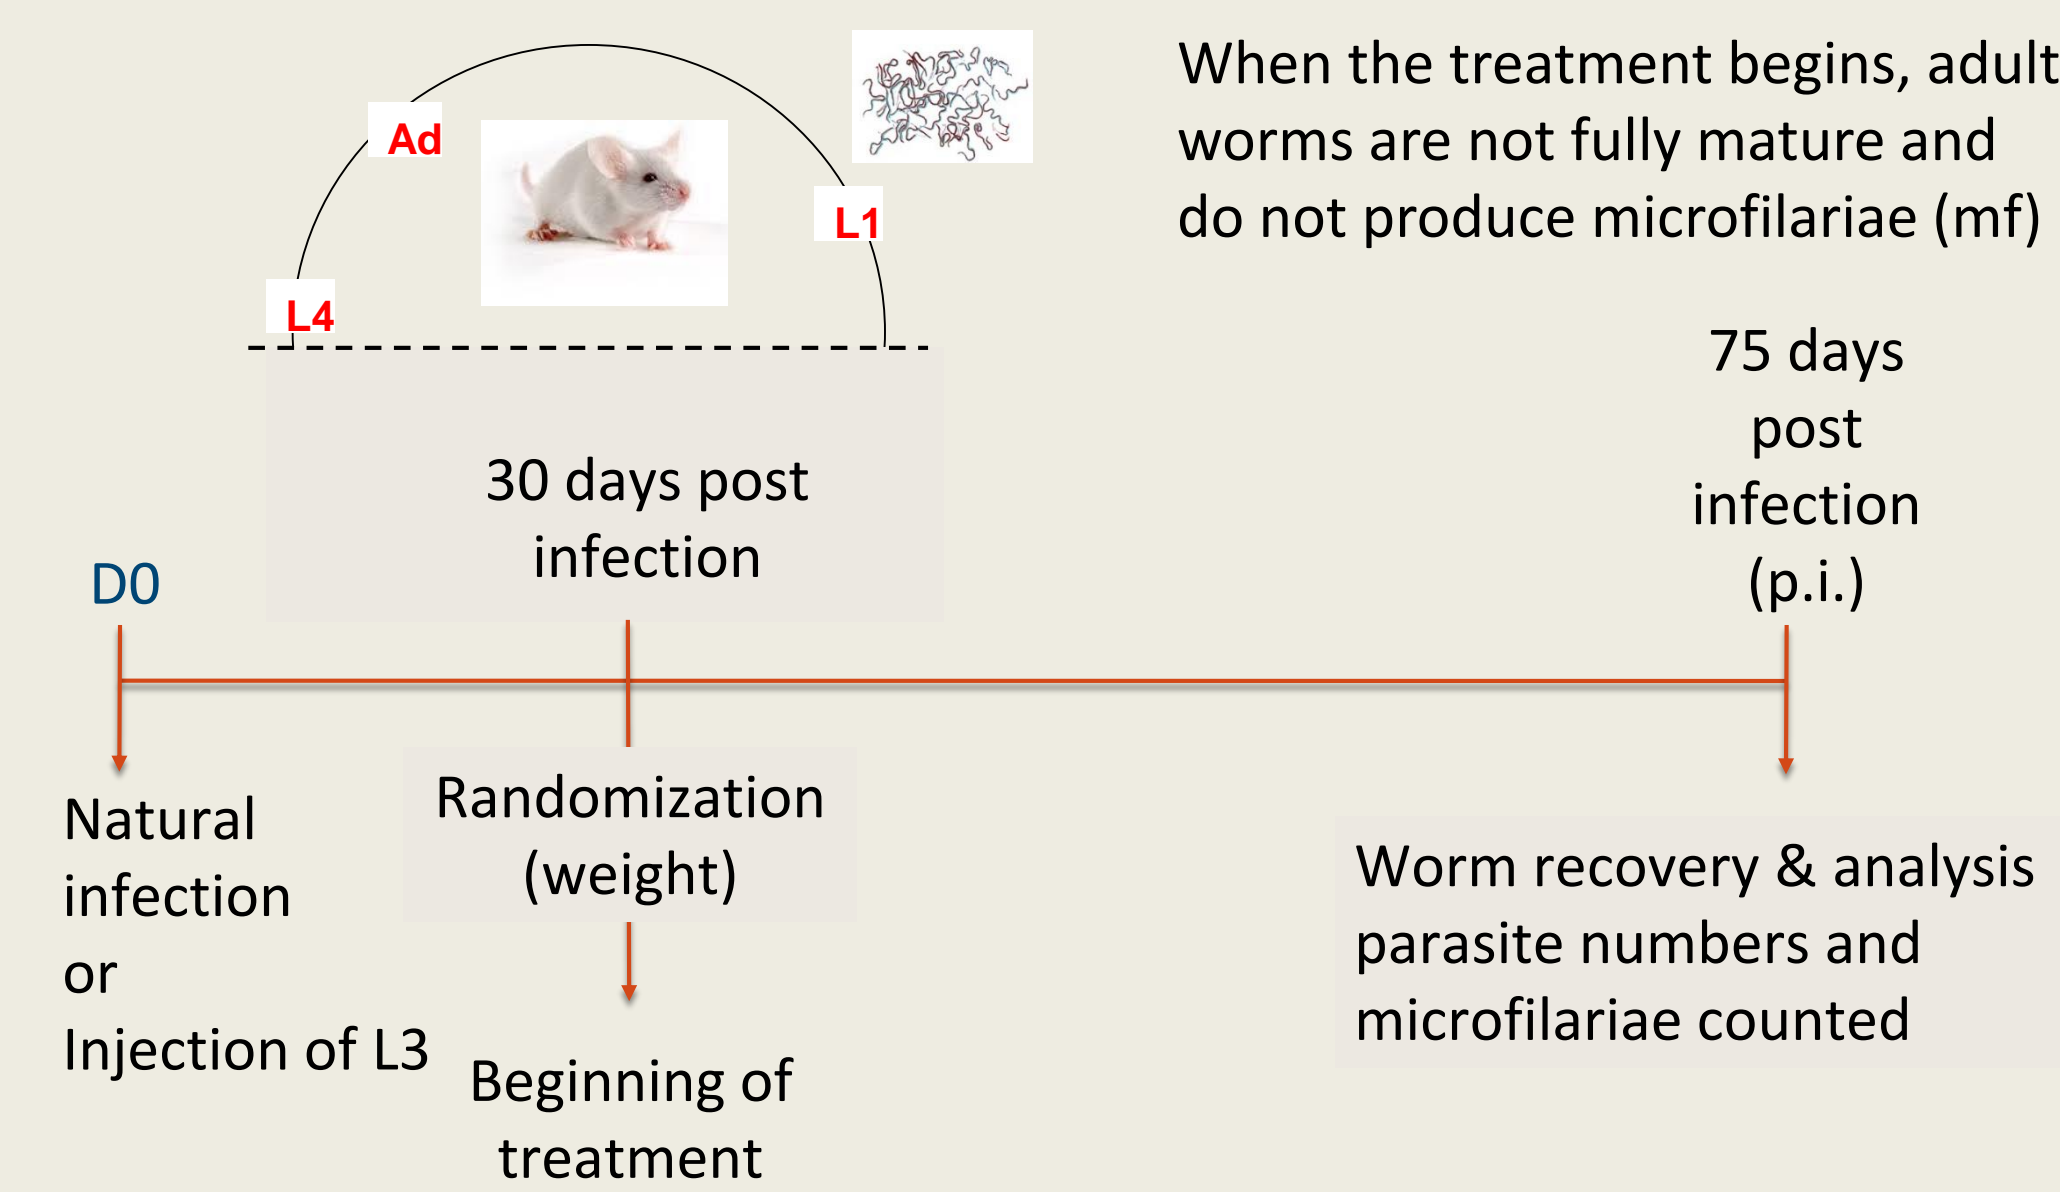 When the treatment begins, adult
worms are not fully mature and
do not produce microfilariae (mf)
Ad
L1
L4
30 days post
infection
75 days
post
infection
(p.i.)
D0
Natural
infection
or
Injection of L3
Randomization
(weight)
Beginning of
treatment
Worm recovery & analysis
parasite numbers and
microfilariae counted